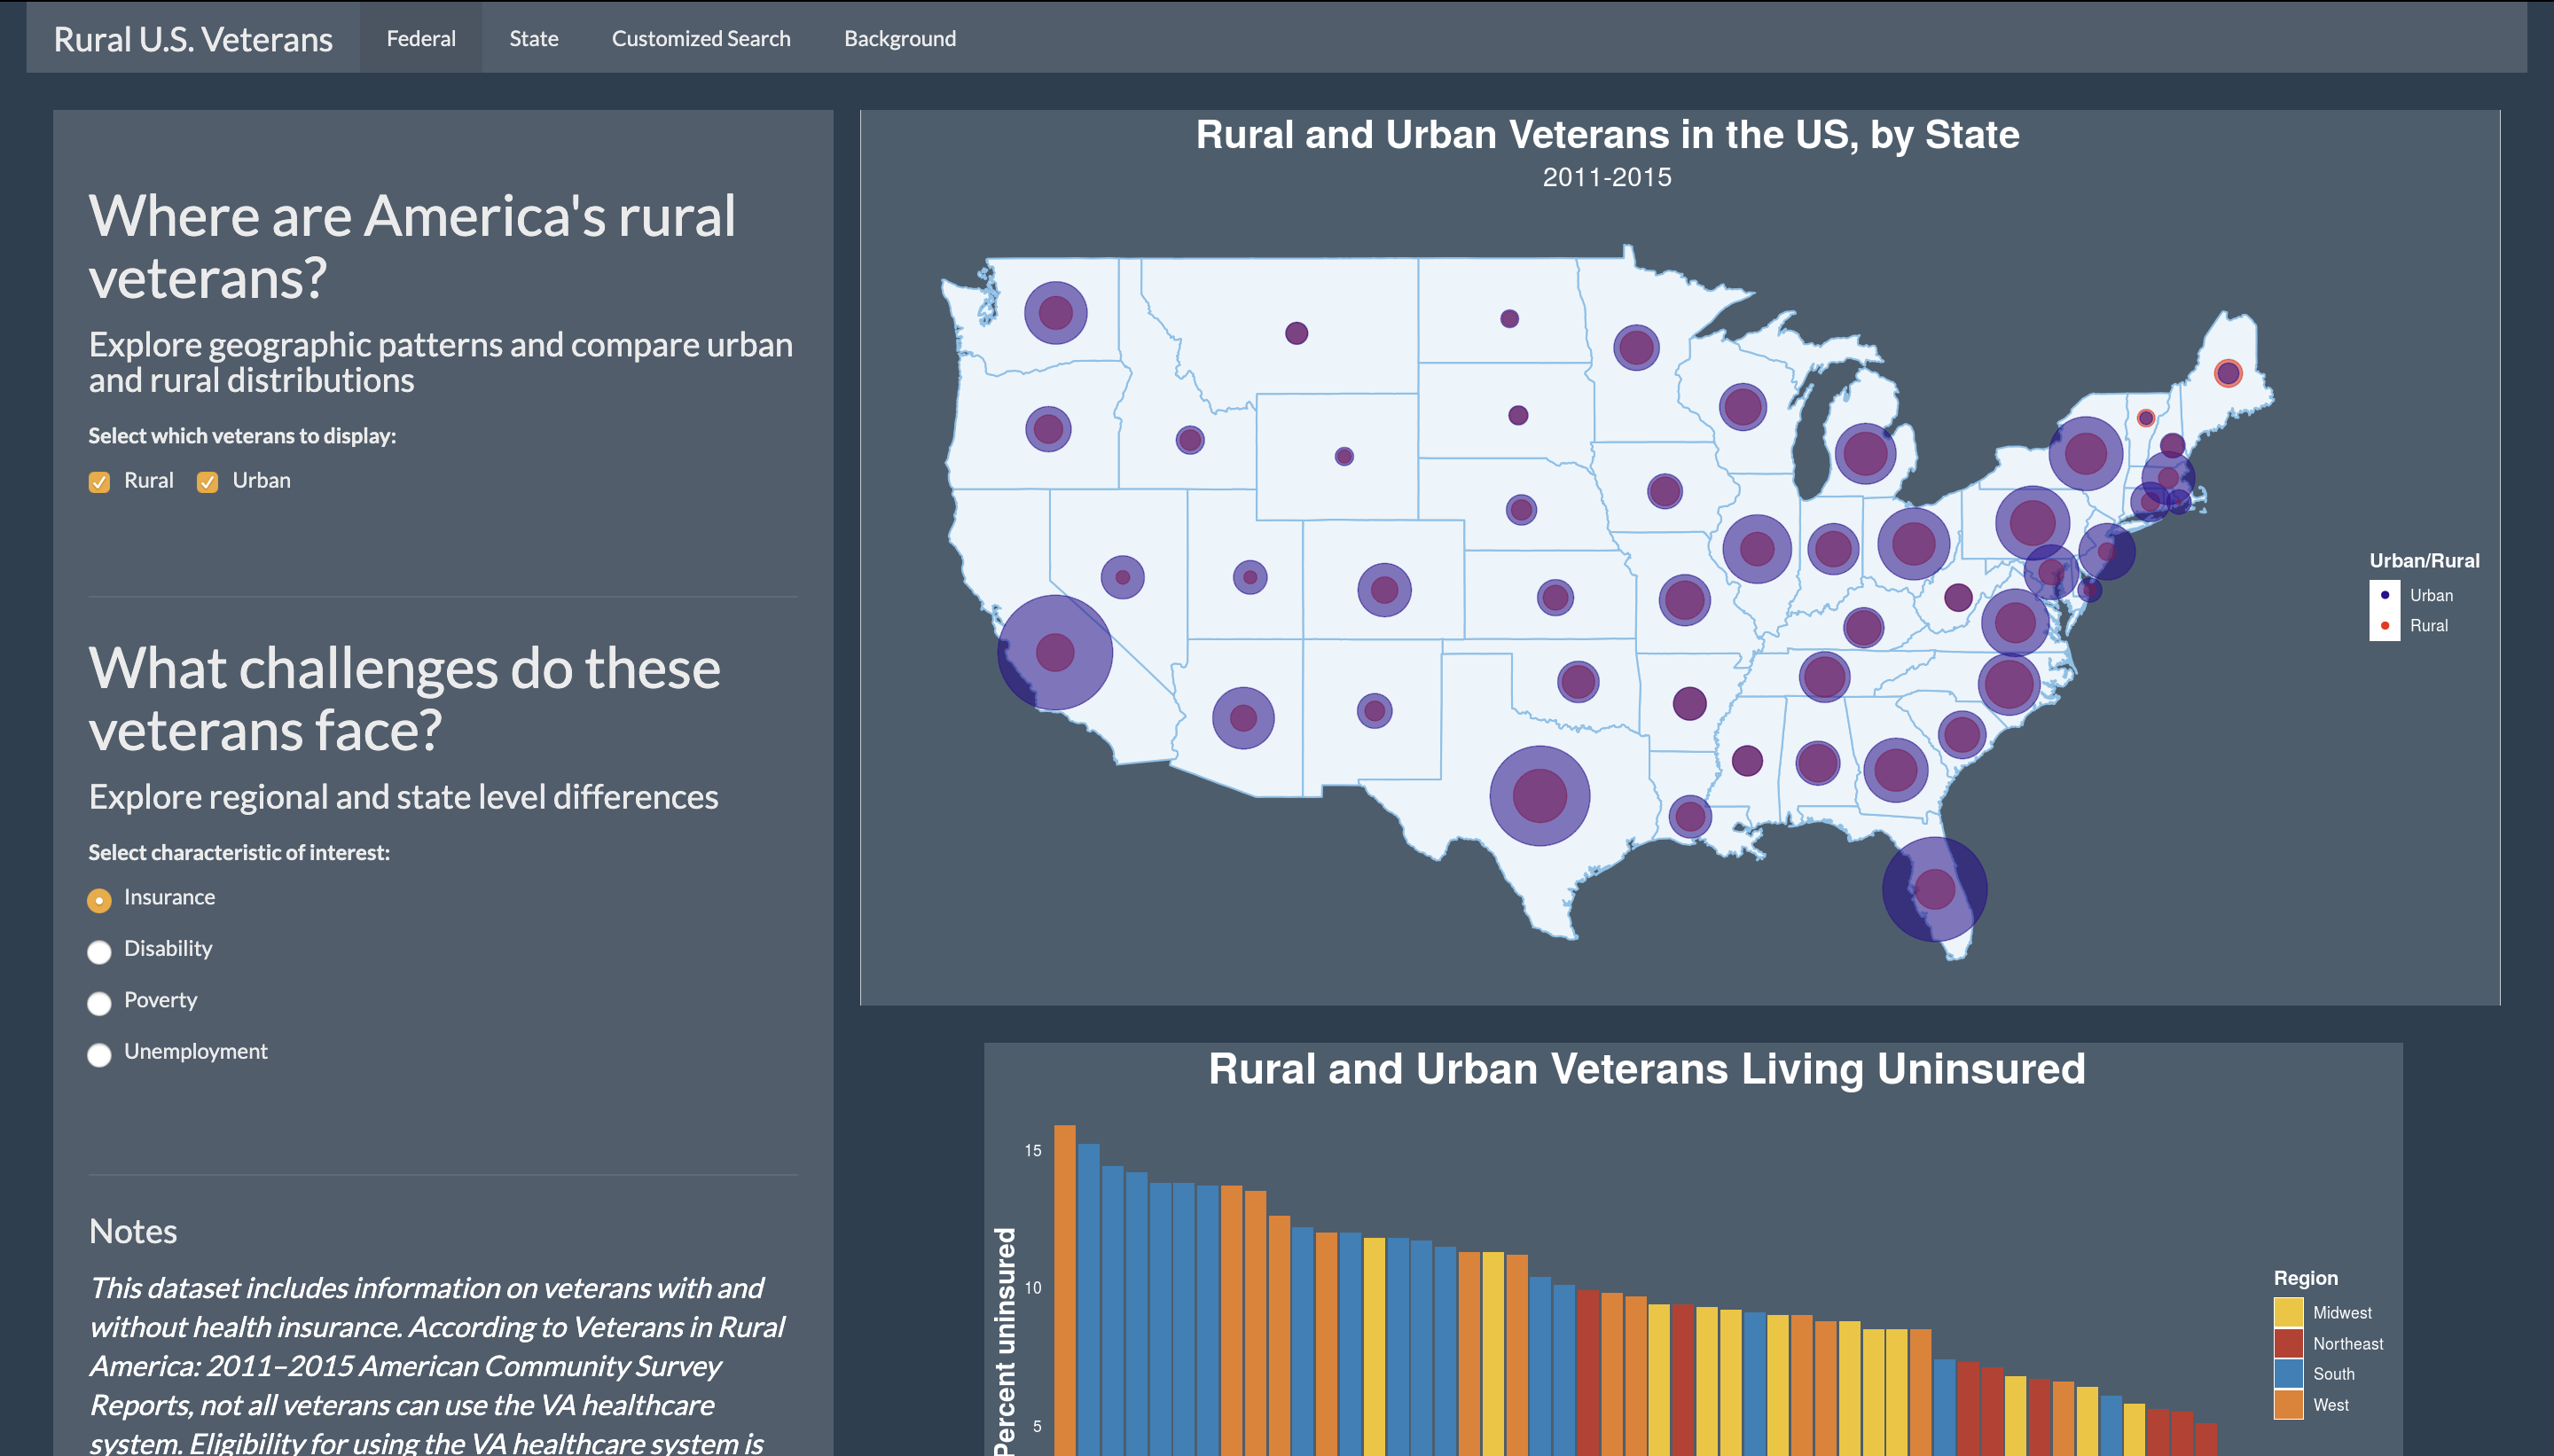 Rural U.S. Veterans
Federal
State
Customized Search
Background
Where are America's rural
veterans?
Explore geographic patterns and compare urban
and rural distributions
Select which veterans to display:
Rural
Urban
What challenges do these
veterans face?
Explore regional and state level differences
Select characteristic of interest:
Insurance
Disability
Poverty
Unemployment
Notes
This dataset includes information on veterans with and
without health insurance. According to Veterans in Rural
America: 2011–2015 American Community Survey
Reports, not all veterans can use the VA healthcare
system. Eligibility for using the VA healthcare system is
Rural and Urban Veterans in the US, by State
2011-2015
Urban/Rural
Urban
Rural
Rural and Urban Veterans Living Uninsured
15
10
5
Percent uninsured
Region
Midwest
Northeast
South
West